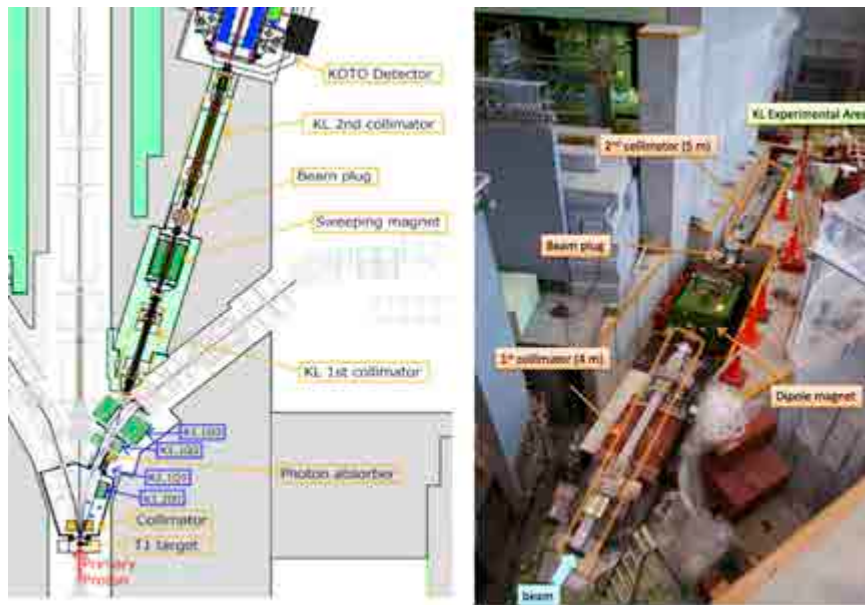 KOTO Detector
KL 2nd collimator
Beam plug
Sweeping magnet
KL 1st collimator
Photon absorber
Collimator
T1 target
Primary
Proton
KL Experimental Area
2nd collimator (5 m)
Beam plug
1st collimator (4 m)
Dipole magnet
beam